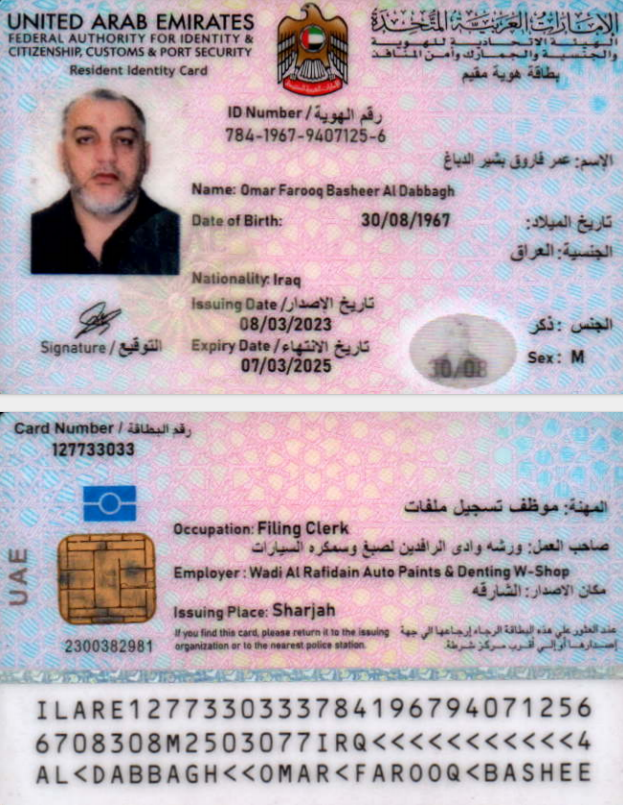 UNITED ARAB EMIRATES
FEDERAL AUTHORITY FOR IDENTITY &
CITIZENSHIP, CUSTOMS & PORT SECURITY
Resident Identity Card
الإمارات العربية المتحدة
الهيئة الاتحادية للهوية
والجنسية والجمارك وأمن المنافذ
بطاقة هوية مقيم
ID Number / رقم الهوية
784-1967-9407125-6
الإسم: عمر فاروق بشير الدباغ
Name: Omar Farooq Basheer Al Dabbagh
Date of Birth: 30/08/1967 تاريخ الميلاد:
الجنسية: العراق
Nationality: Iraq
Issuing Date / تاريخ الإصدار
08/03/2023
Expiry Date / تاريخ الانتهاء
07/03/2025
الجنس: ذكر
Sex: M
30/08
Signature / التوقيع
Card Number / رقم البطاقة
127733033
UAE
المهنة: موظف تسجيل ملفات
Occupation: Filing Clerk
صاحب العمل: ورشه وادى الرافدين لصبغ وسمكره السيارات
Employer : Wadi Al Rafidain Auto Paints & Denting W-Shop
مكان الاصدار: الشارقه
Issuing Place: Sharjah
If you find this card, please return it to the issuing
organization or to the nearest police station.
عند العثور علي هذه البطاقة الرجاء إرجاعها الي جهة
إصدارها أو إلي أقرب مركز شرطة.
2300382981
ILARE1277330333784196794071256
6708308M2503077IRQ<<<<<<<<<<<4
AL<DABBAGH<<OMAR<FAROOQ<BASHEE